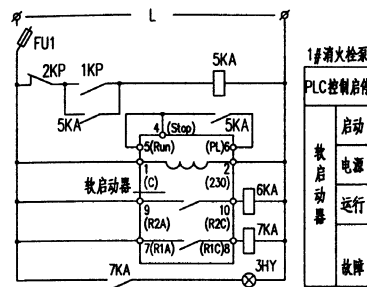 L
FU1
2KP 1KP 5KA
5KA
5KA
4 (Stop)
5(Run) (PL)6
1 2
(C) (230)
软启动器
6KA
9 10
(R2A) (R2C)
7KA
7(R1A) (R1C)8
7KA 3HY
1#消火栓泵
PLC控制启停
软启动器
启动
电源
运行
故障